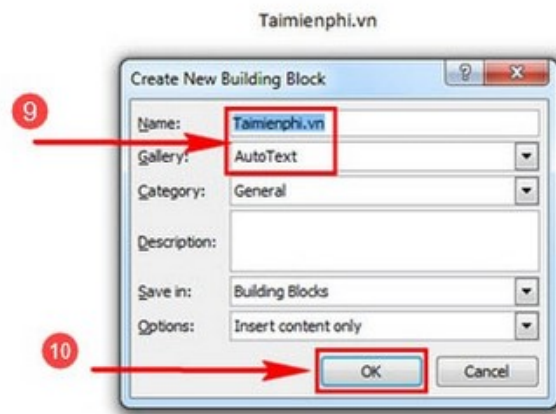 Taimienphi.vn
Create New Building Block
?
9
Name: Taimienphi.vn
Gallery: AutoText
Category: General
Description:
Save in: Building Blocks
Options: Insert content only
10
OK Cancel